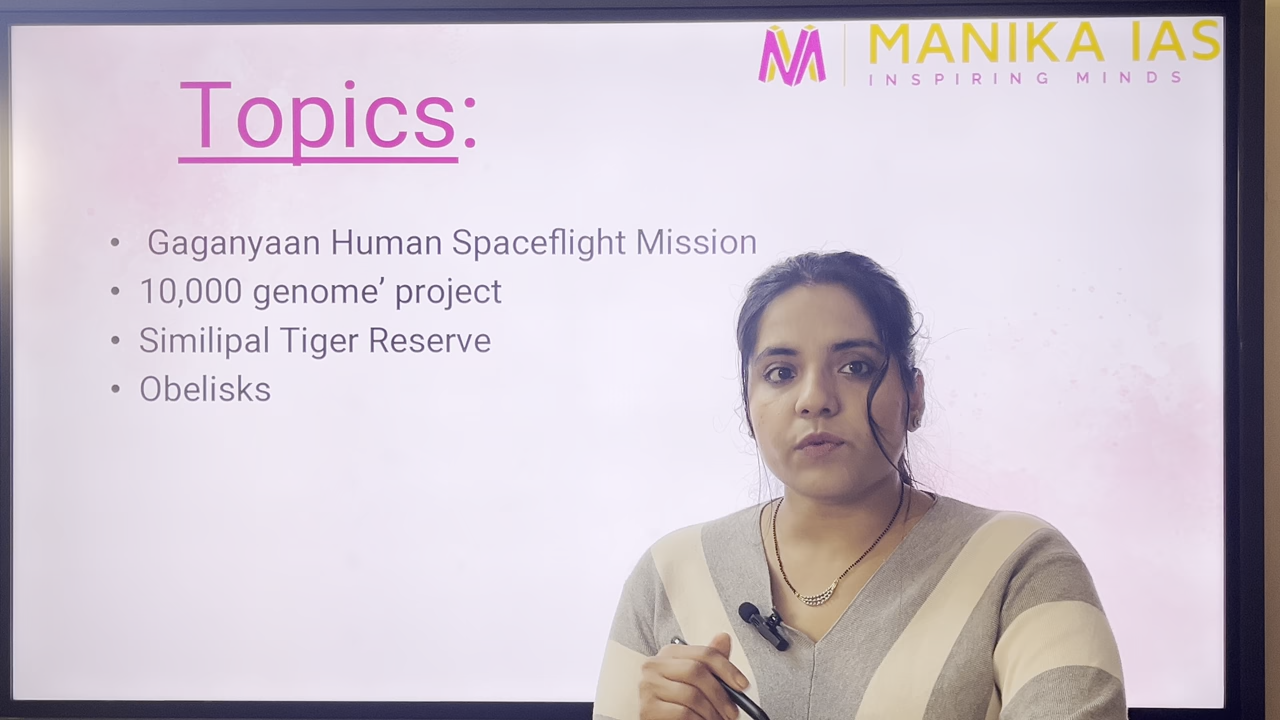 MANIKA IAS
INSPIRING MINDS
Topics:
• Gaganyaan Human Spaceflight Mission
• 10,000 genome’ project
• Similipal Tiger Reserve
• Obelisks